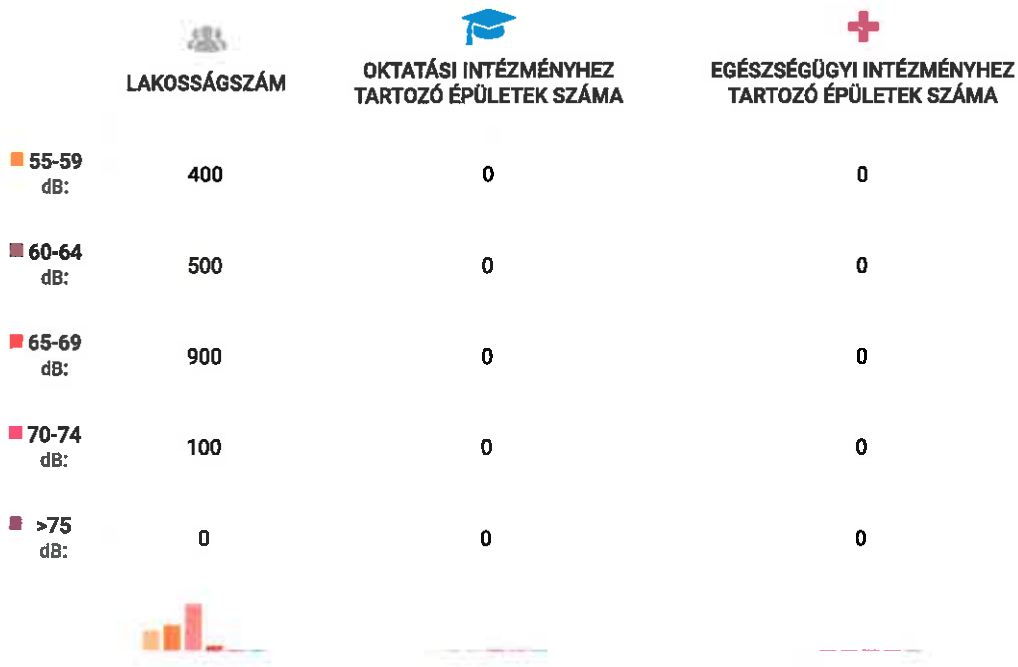 LAKOSSÁGSZÁM
OKTATÁSI INTÉZMÉNYHEZ
TARTOZÓ ÉPÜLETEK SZÁMA
EGÉSZSÉGÜGYI INTÉZMÉNYHEZ
TARTOZÓ ÉPÜLETEK SZÁMA
55-59
dB:
400
0
0
60-64
dB:
500
0
0
65-69
dB:
900
0
0
70-74
dB:
100
0
0
>75
dB:
0
0
0